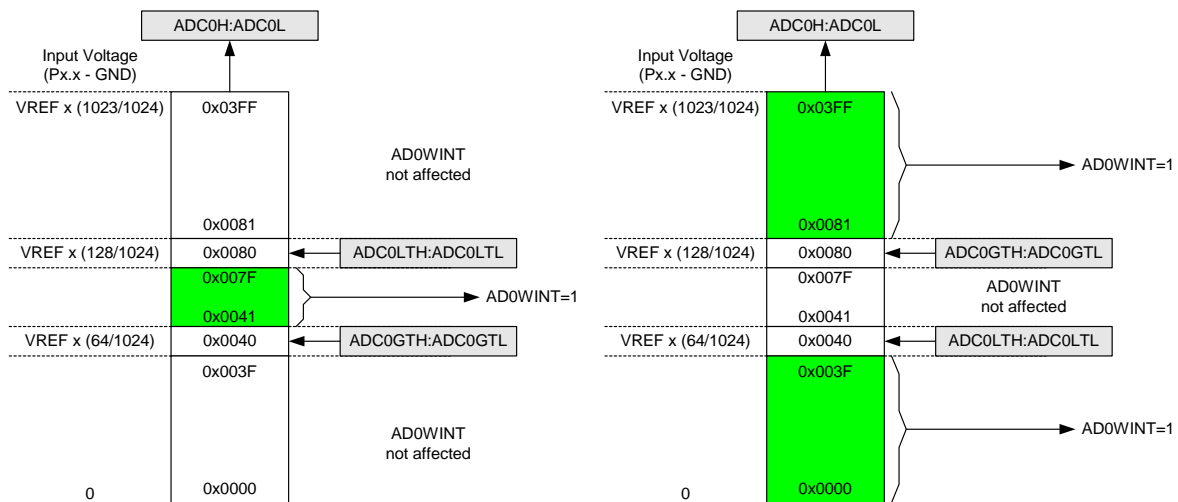 ADC0H:ADC0L
Input Voltage
(Px.x - GND)
VREF x (1023/1024)
0x03FF
AD0WINT
not affected
0x0081
VREF x (128/1024)
0x0080
ADC0LTH:ADC0LTL
0x007F
AD0WINT=1
0x0041
VREF x (64/1024)
0x0040
ADC0GTH:ADC0GTL
0x003F
AD0WINT
not affected
0
0x0000
ADC0H:ADC0L
Input Voltage
(Px.x - GND)
VREF x (1023/1024)
0x03FF
AD0WINT=1
0x0081
VREF x (128/1024)
0x0080
ADC0GTH:ADC0GTL
0x007F
AD0WINT
not affected
0x0041
VREF x (64/1024)
0x0040
ADC0LTH:ADC0LTL
0x003F
AD0WINT=1
0
0x0000